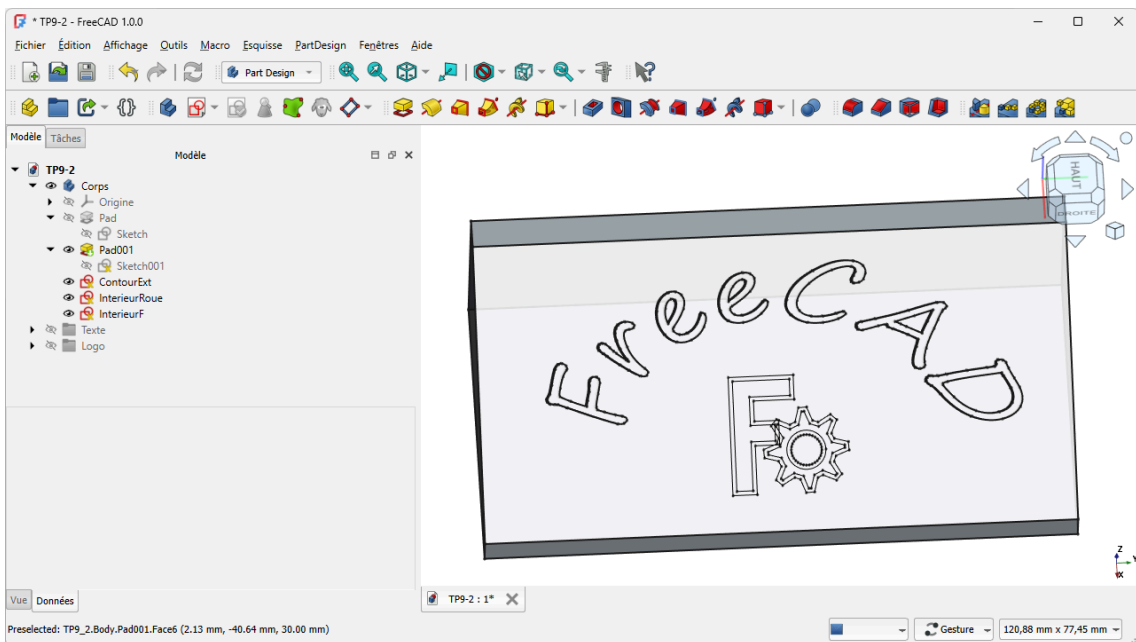 * TP9-2 - FreeCAD 1.0.0
Fichier Édition Affichage Outils Macro Esquisse PartDesign Fenêtres Aide
Part Design
Modèle Tâches
Modèle
TP9-2
Corps
Origine
Pad
Sketch
Pad001
Sketch001
ContourExt
InterieurRoue
InterieurF
Texte
Logo
HAUT
DROITE
FreeCAD
F
Z
Y
X
Vue Données
TP9-2 : 1*
Preselected: TP9_2.Body.Pad001.Face6 (2.13 mm, -40.64 mm, 30.00 mm)
Gesture
120,88 mm x 77,45 mm